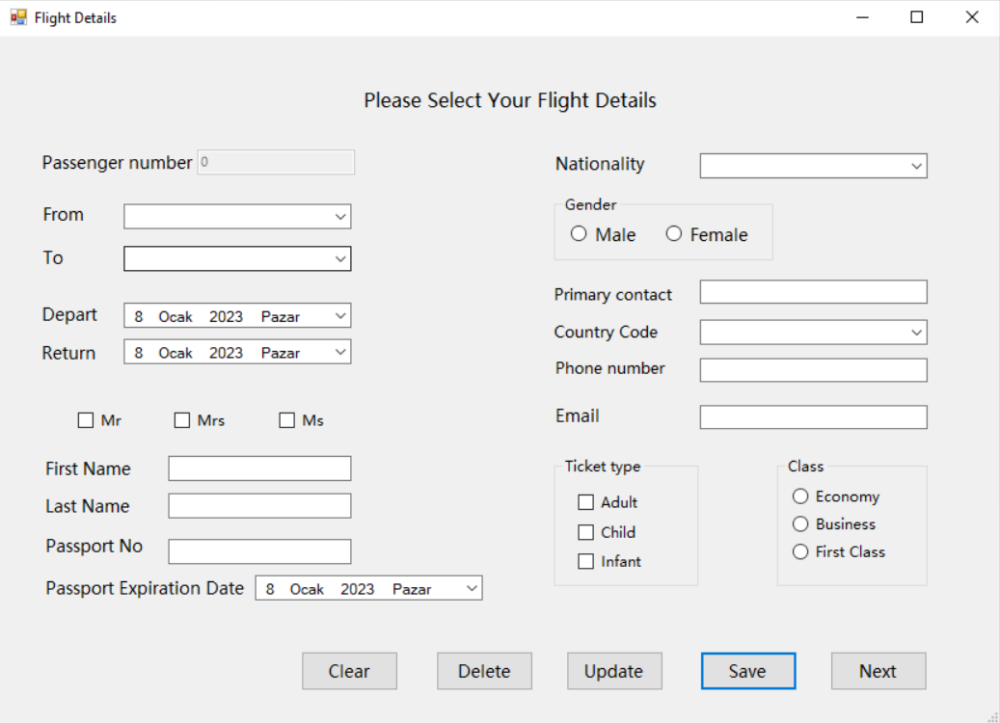 Flight Details
Please Select Your Flight Details
Passenger number 0
From
To
Depart 8 Ocak 2023 Pazar
Return 8 Ocak 2023 Pazar
Mr Mrs Ms
First Name
Last Name
Passport No
Passport Expiration Date 8 Ocak 2023 Pazar
Nationality
Gender
Male Female
Primary contact
Country Code
Phone number
Email
Ticket type
Adult
Child
Infant
Class
Economy
Business
First Class
Clear Delete Update Save Next